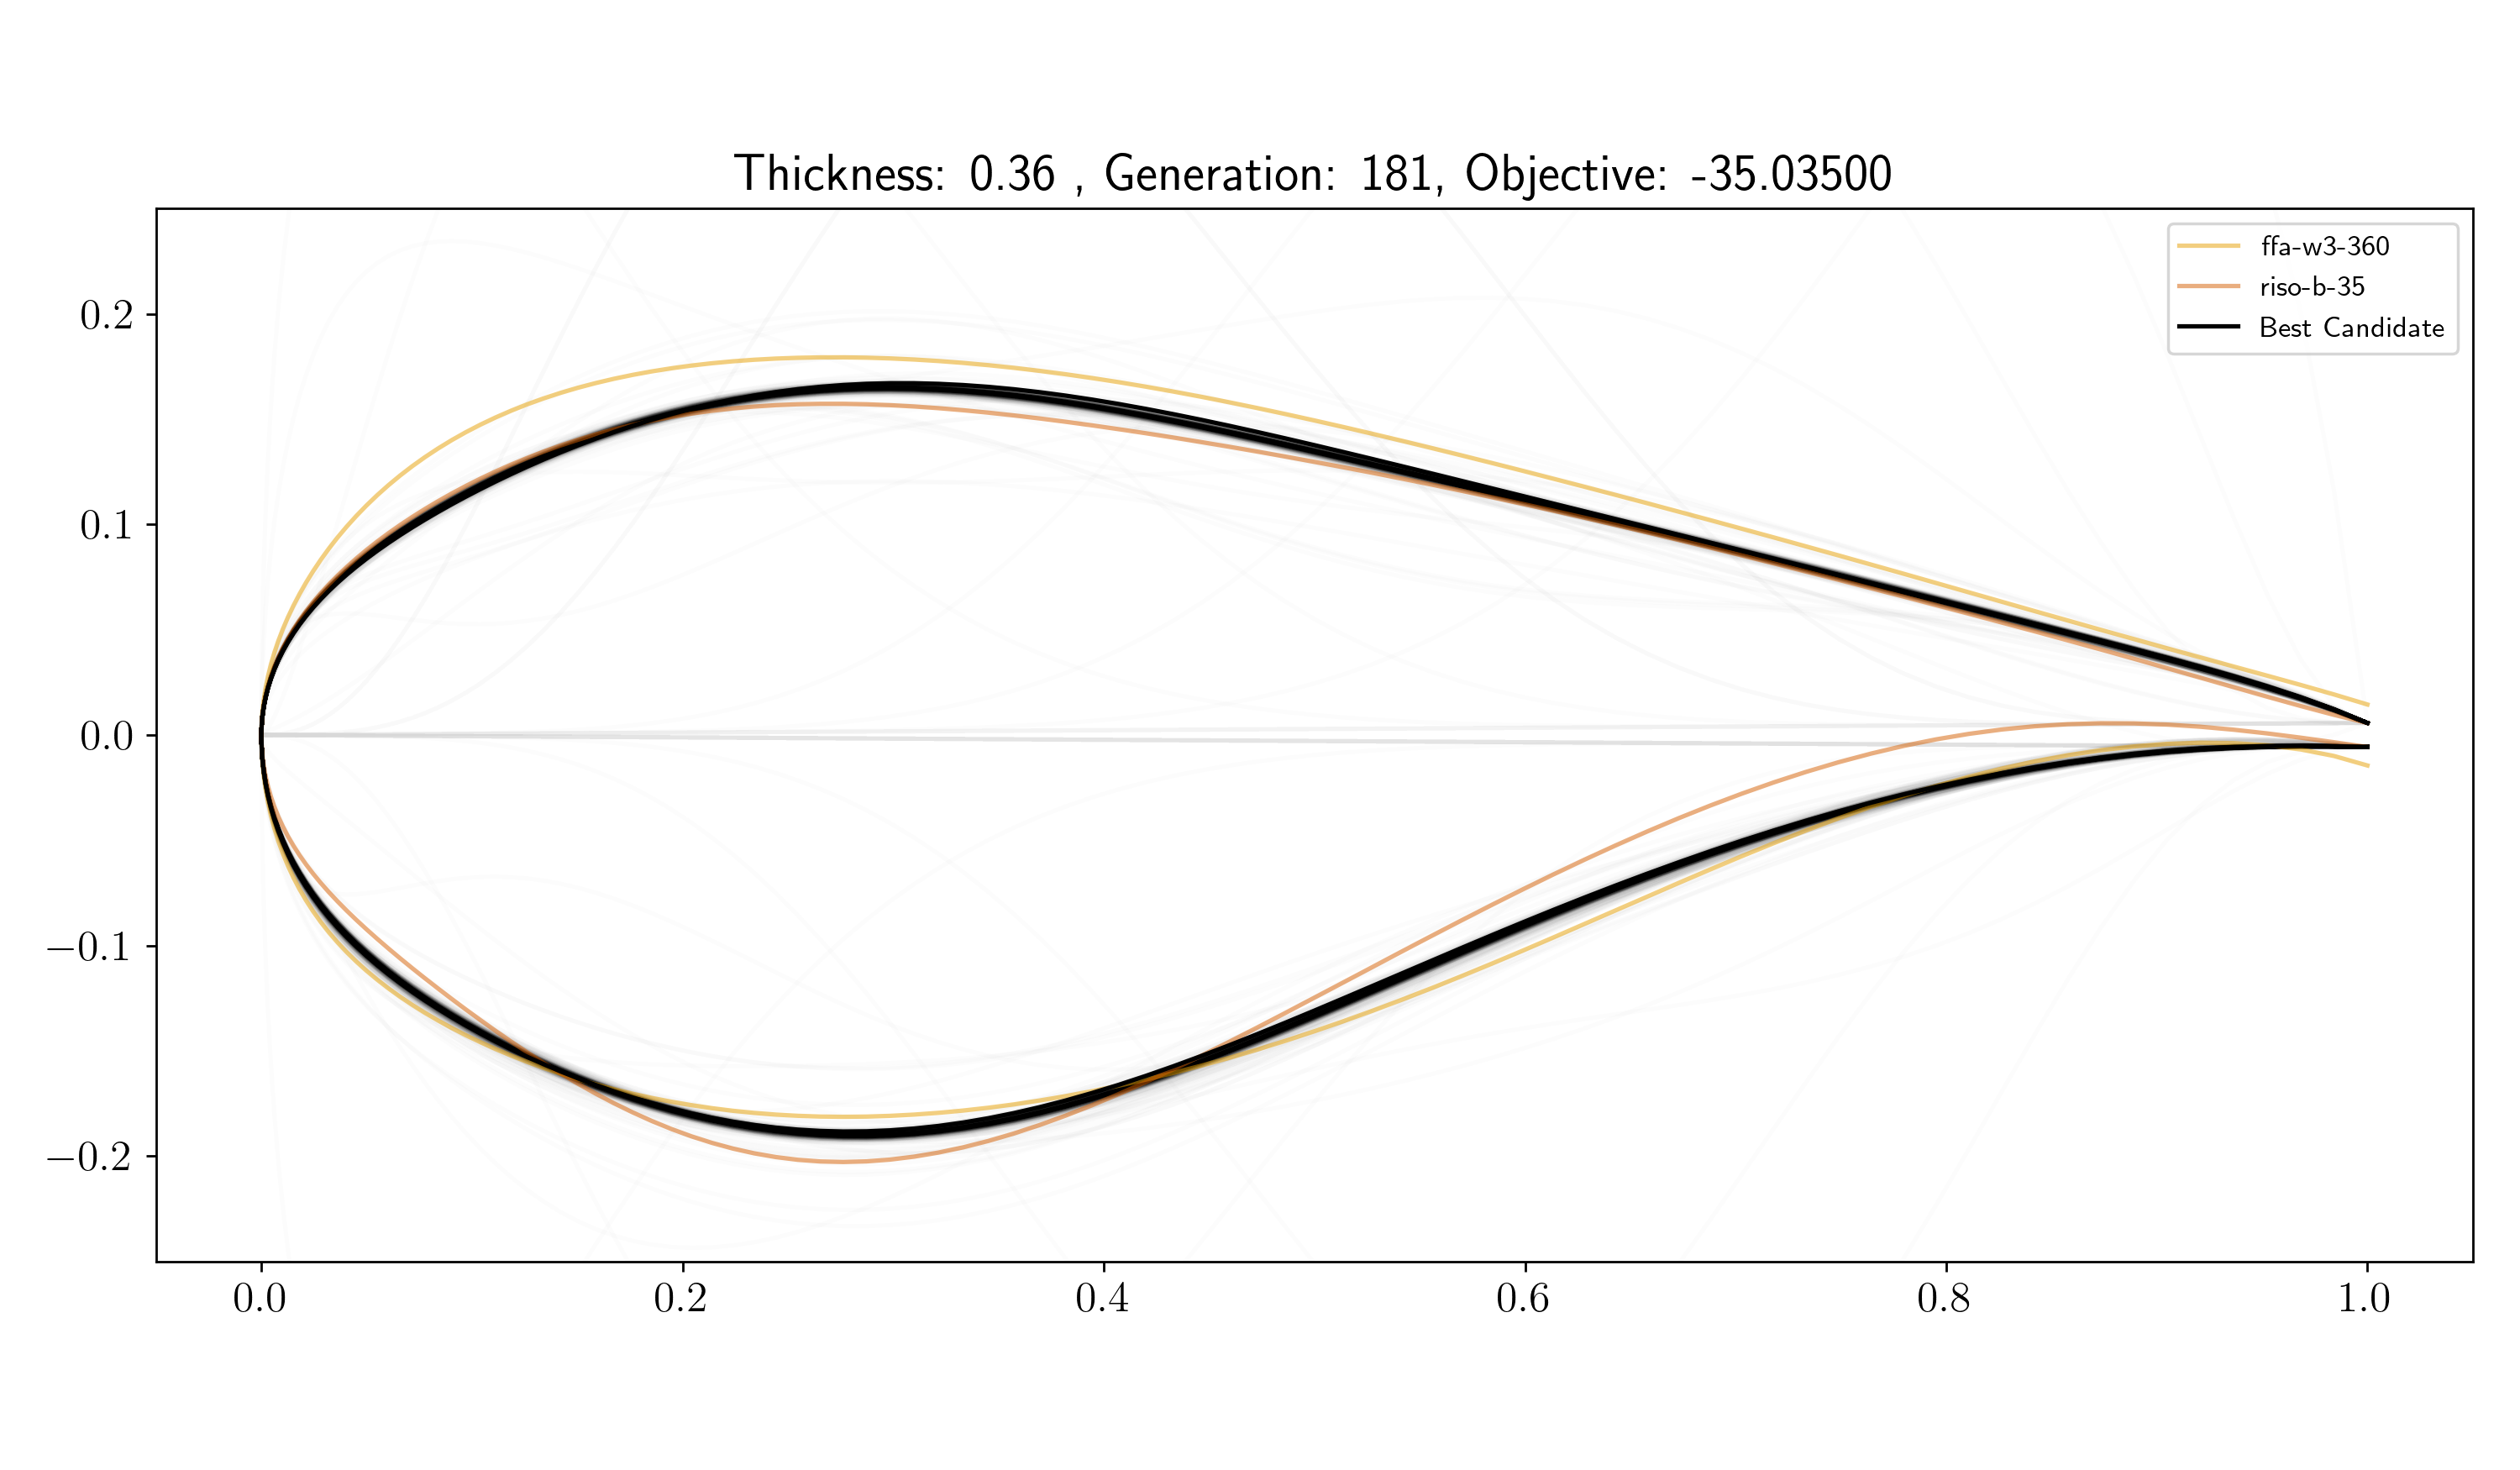 Thickness: 0.36 , Generation: 181, Objective: -35.03500
ffa-w3-360
riso-b-35
Best Candidate
0.2
0.1
0.0
−0.1
−0.2
0.0 0.2 0.4 0.6 0.8 1.0